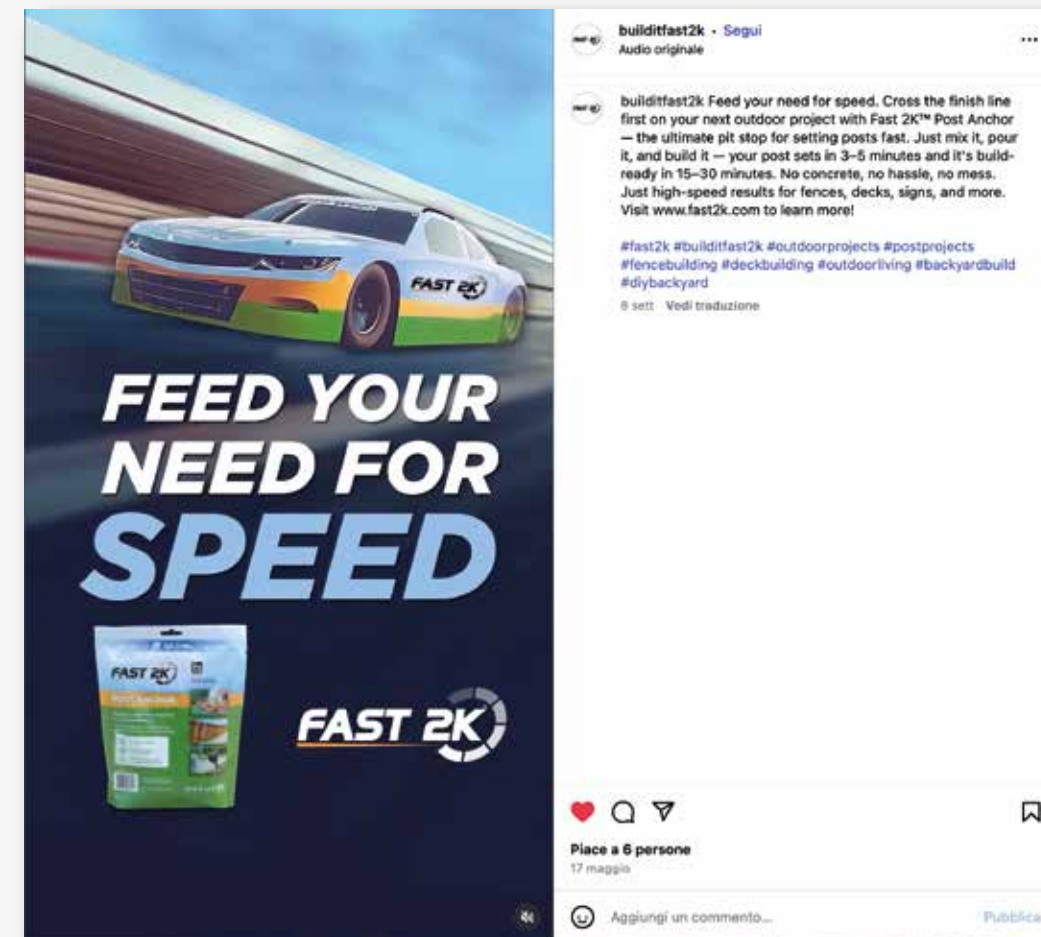 FAST 2K
FEED YOUR
NEED FOR
SPEED
FAST 2K
FAST 2K
builditfast2k • Segui
Audio originale
builditfast2k Feed your need for speed. Cross the finish line
first on your next outdoor project with Fast 2K™ Post Anchor
— the ultimate pit stop for setting posts fast. Just mix it, pour
it, and build it — your post sets in 3–5 minutes and it's build-
ready in 15–30 minutes. No concrete, no hassle, no mess.
Just high-speed results for fences, decks, signs, and more.
Visit www.fast2k.com to learn more!
#fast2k #builditfast2k #outdoorprojects #postprojects
#fencebuilding #deckbuilding #outdoorliving #backyardbuild
#diybackyard
sett Vedi traduzione
Piace a 6 persone
17 maggio
Aggiungi un commento...
Pubblica